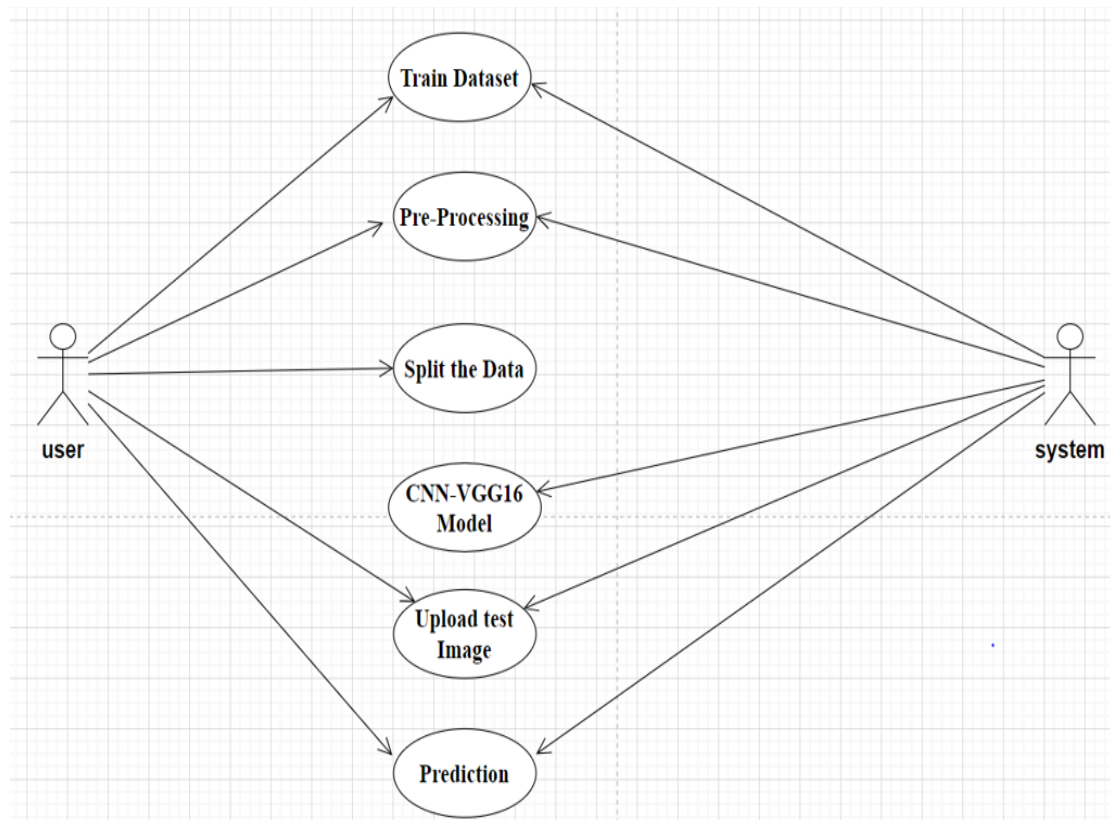 Train Dataset
Pre-Processing
Split the Data
user
system
CNN-VGG16
Model
Upload test
Image
Prediction